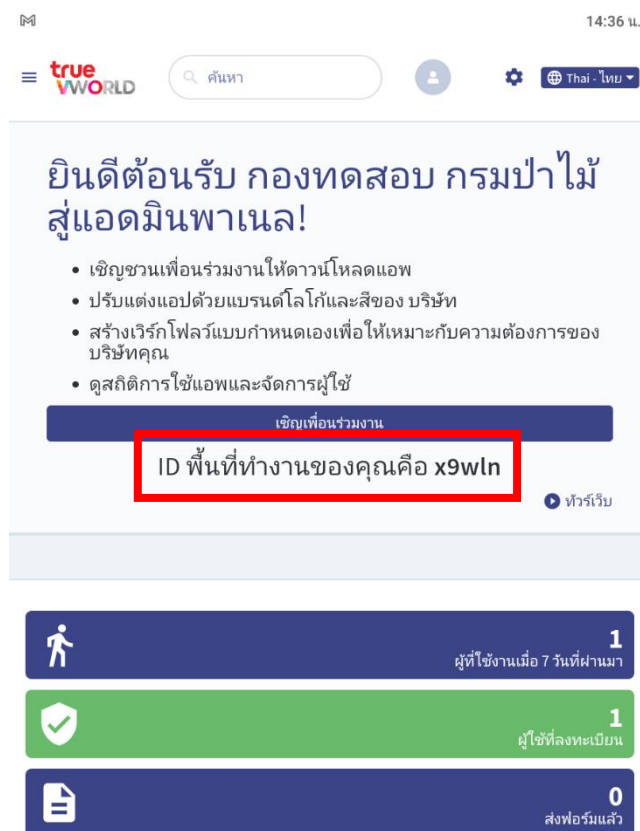 14:36 น.
true
VWORLD
ค้นหา
Thai - ไทย
ยินดีต้อนรับ กองทดสอบ กรมป่าไม้
สู่แอดมินพาเนล!
เชิญชวนเพื่อนร่วมงานให้ดาวน์โหลดแอพ
ปรับแต่งแอปด้วยแบรนด์โลโก้และสีของ บริษัท
สร้างเวิร์กโฟลว์แบบกำหนดเองเพื่อให้เหมาะกับความต้องการของ
บริษัทคุณ
ดูสถิติการใช้แอพและจัดการผู้ใช้
เชิญเพื่อนร่วมงาน
ID พื้นที่ทำงานของคุณคือ x9wln
ทัวร์เว็บ
1
ผู้ที่ใช้งานเมื่อ 7 วันที่ผ่านมา
1
ผู้ใช้ที่ลงทะเบียน
0
ส่งฟอร์มแล้ว